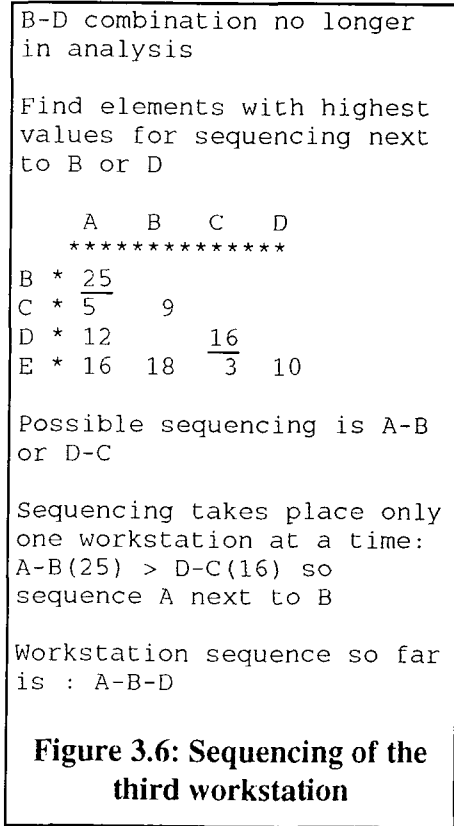 B-D combination no longer
in analysis
Find elements with highest
values for sequencing next
to B or D
A B C D
**************
B * 25
C * 5 9
D * 12 16
E * 16 18 3 10
Possible sequencing is A-B
or D-C
Sequencing takes place only
one workstation at a time:
A-B(25) > D-C(16) so
sequence A next to B
Workstation sequence so far
is : A-B-D
Figure 3.6: Sequencing of the
third workstation